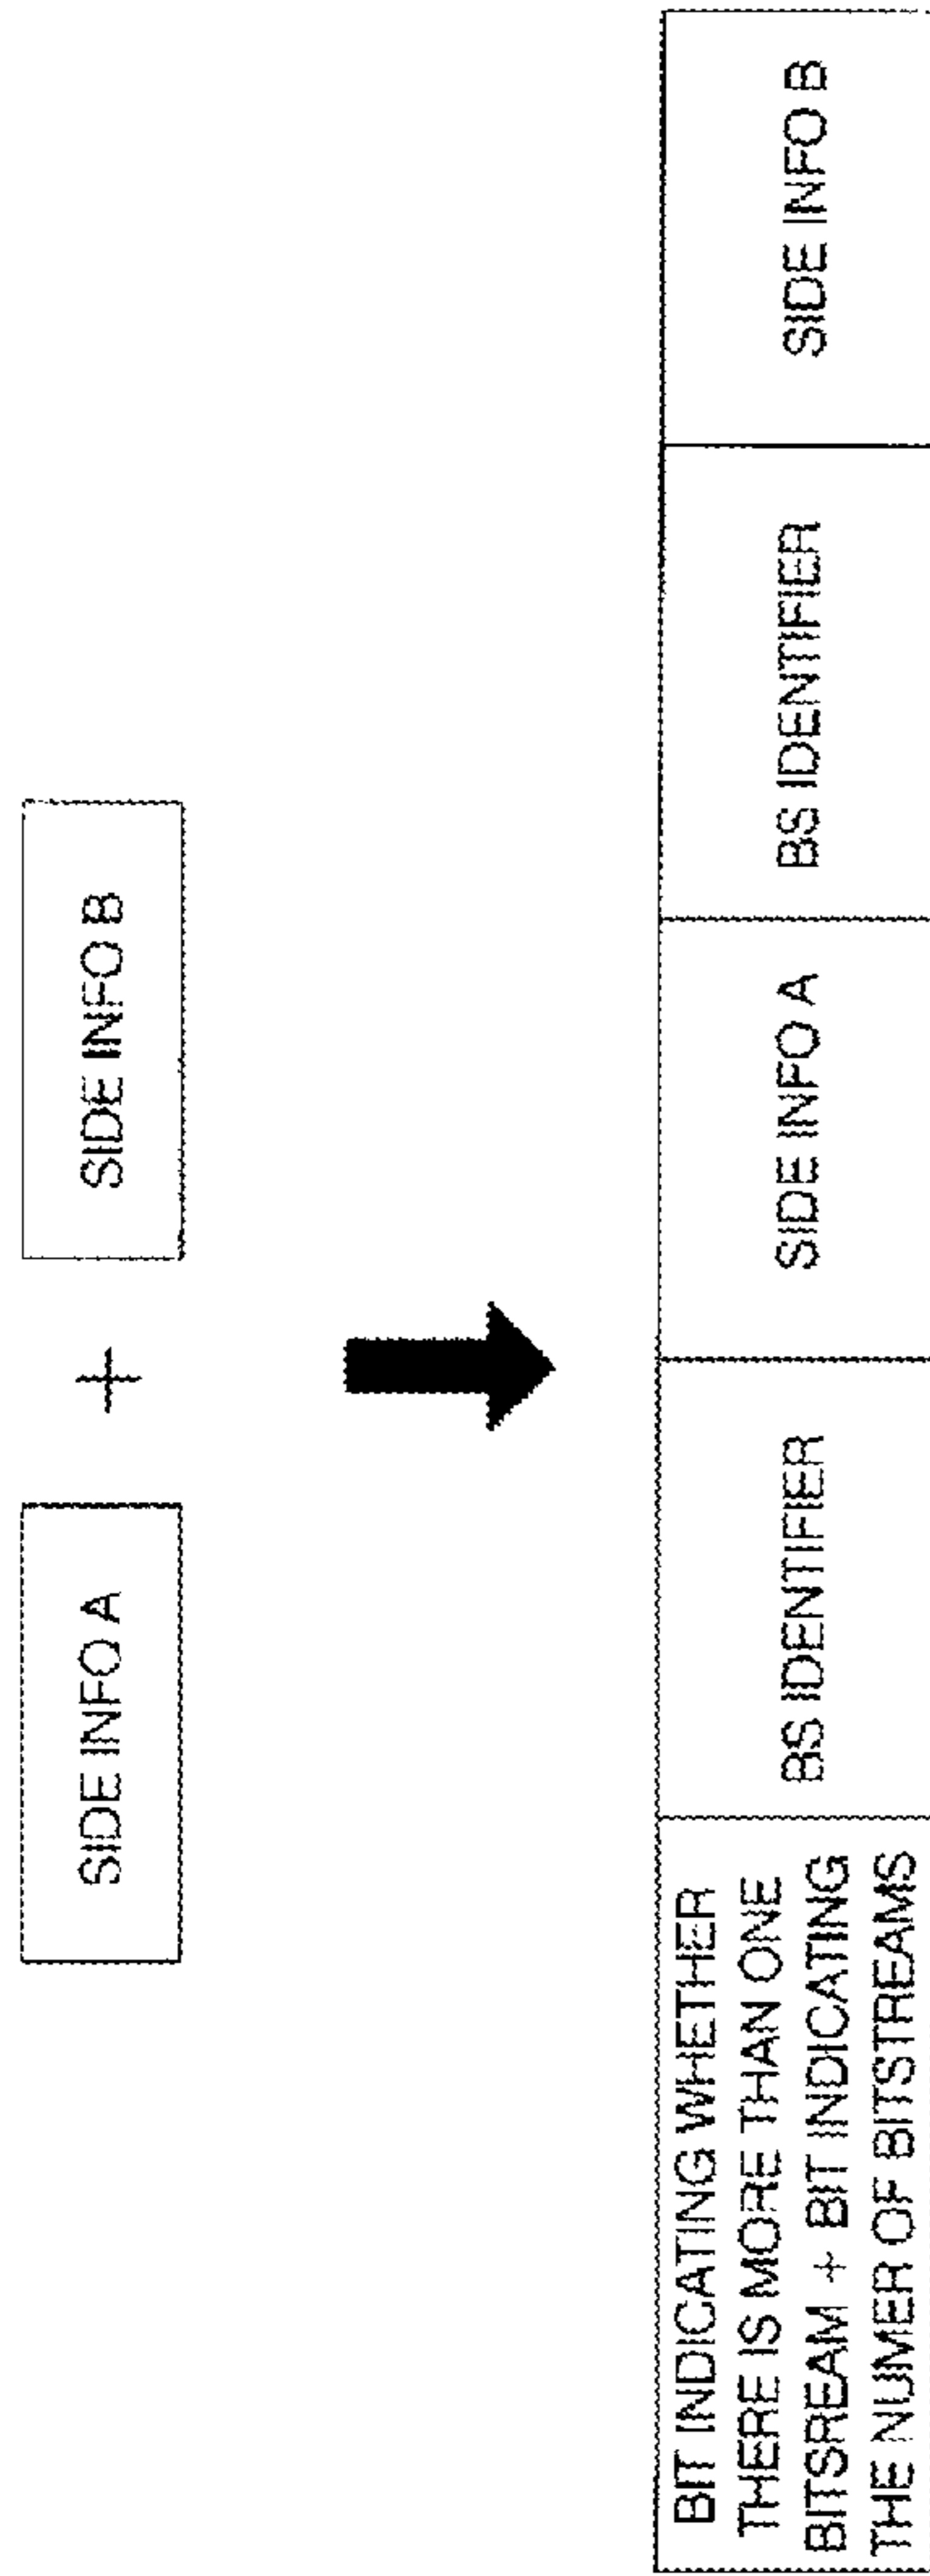 SIDE INFO A
+
SIDE INFO B
BIT INDICATING WHETHER
THERE IS MORE THAN ONE
BITSREAM + BIT INDICATING
THE NUMER OF BITSTREAMS
BS IDENTIFIER
SIDE INFO A
BS IDENTIFIER
SIDE INFO B